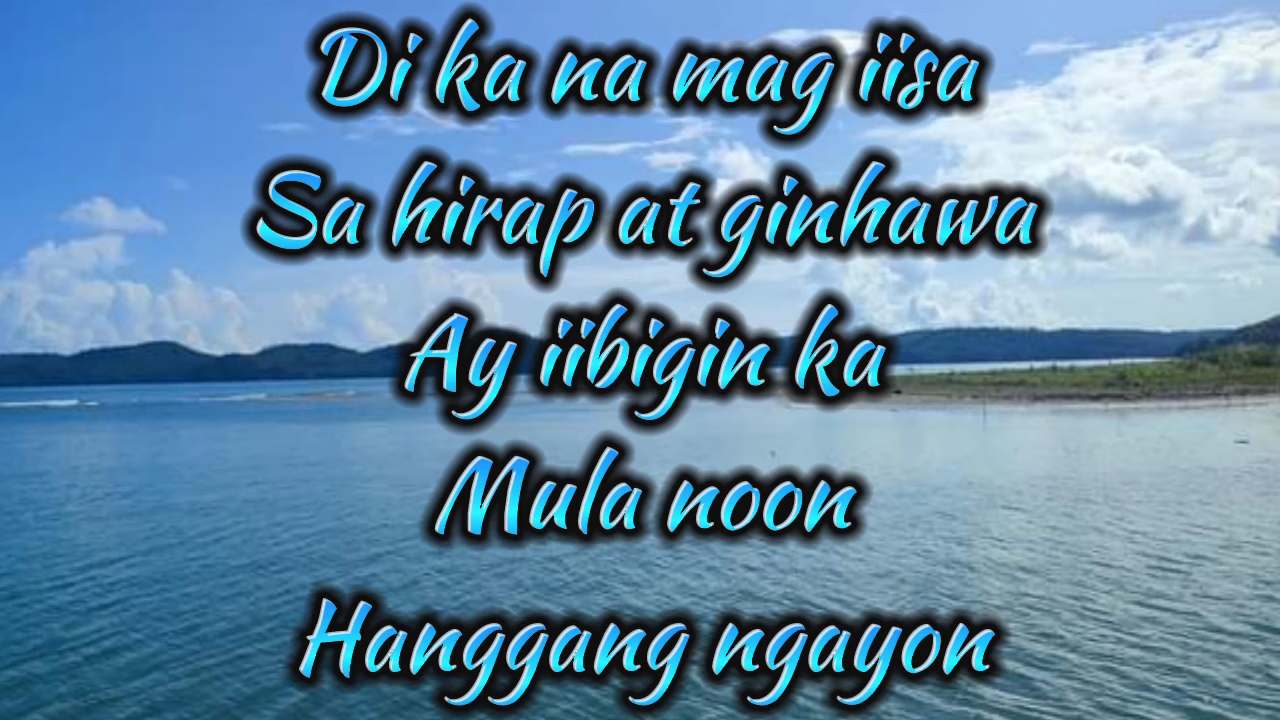 Di ka na mag iisa
Sa hirap at ginhawa
Ay iibigin ka
Mula noon
Hanggang ngayon